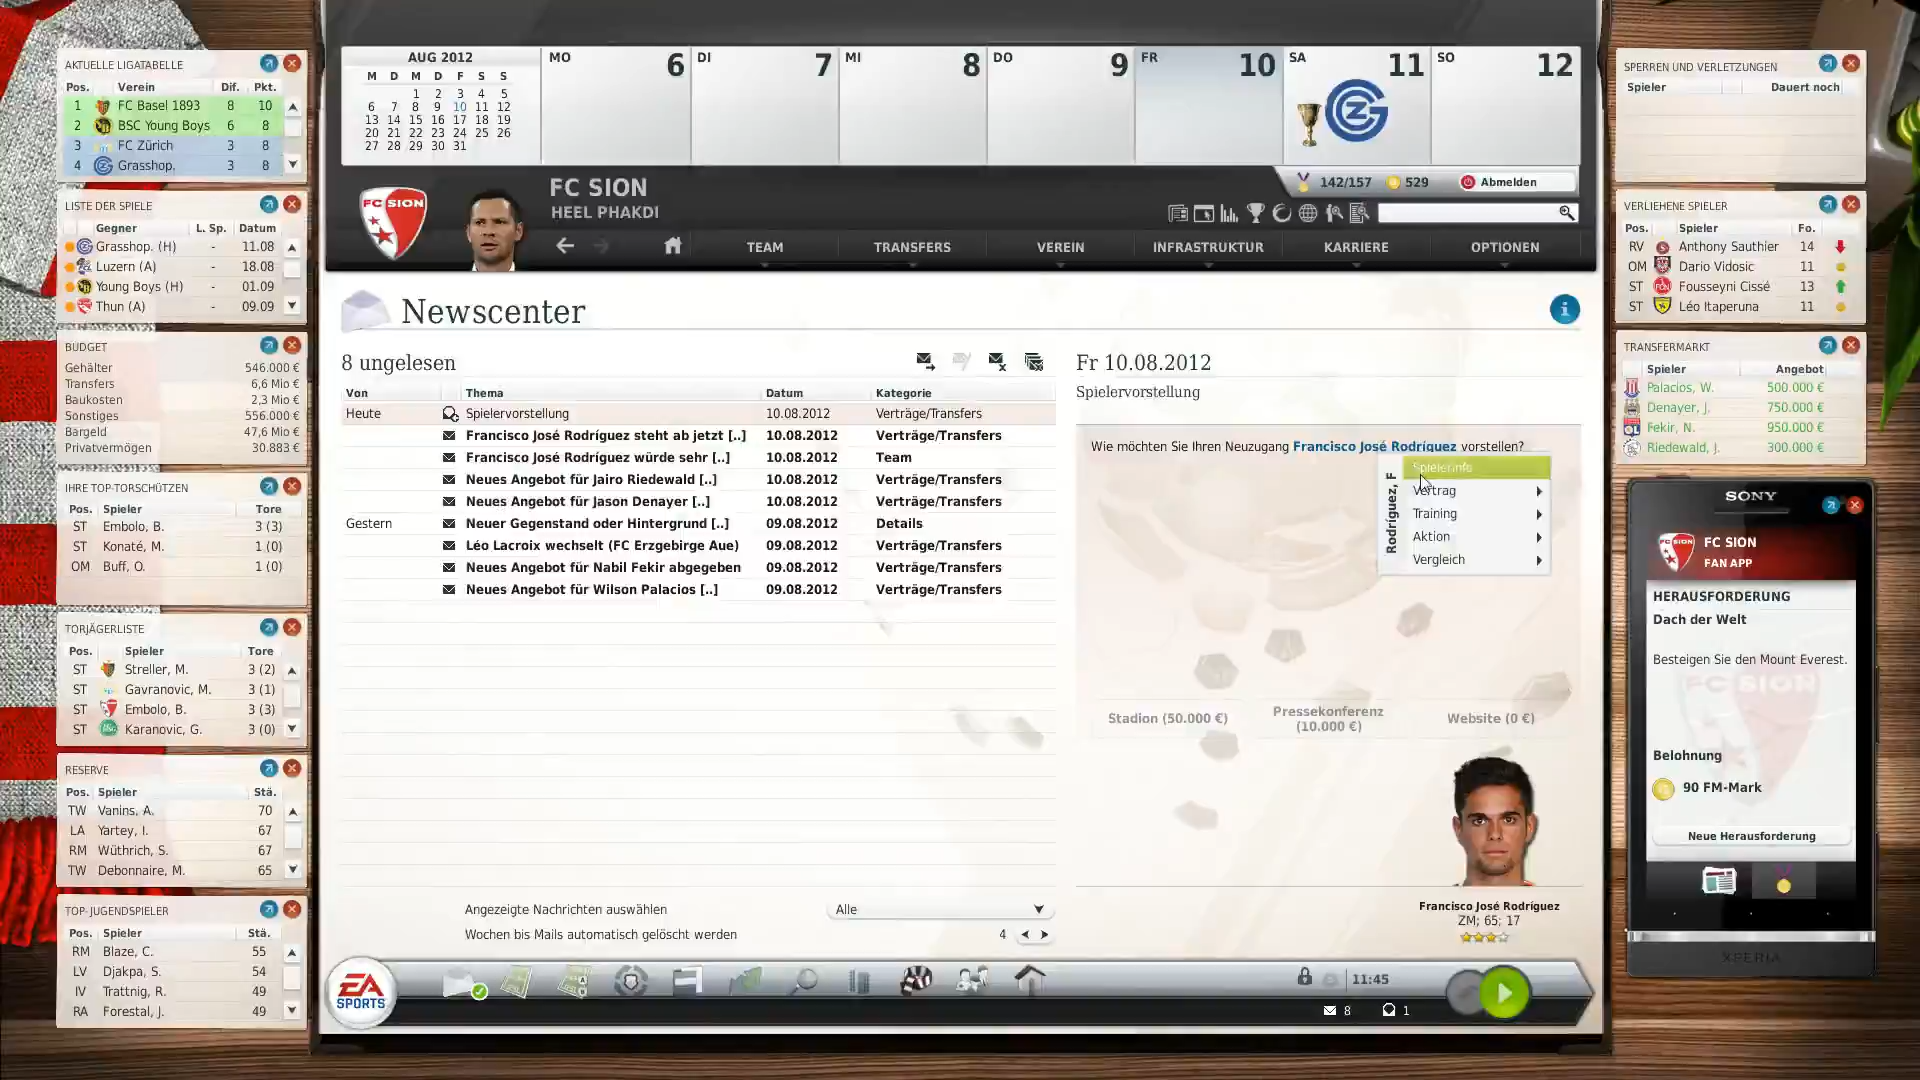 AKTUELLE LIGATABELLE
Pos. Verein Dif. Pkt.
1 FC Basel 1893 8 10
2 BSC Young Boys 6 8
3 FC Zürich 3 8
4 Grasshop. 3 8
LISTE DER SPIELE
Gegner L. Sp. Datum
Grasshop. (H) - 11.08
Luzern (A) - 18.08
Young Boys (H) - 01.09
Thun (A) - 09.09
BUDGET
Gehälter 546.000 €
Transfers 6,6 Mio €
Baukosten 2,3 Mio €
Sonstiges 556.000 €
Bargeld 47,6 Mio €
Privatvermögen 30.883 €
IHRE TOP-TORSCHÜTZEN
Pos. Spieler Tore
ST Embolo, B. 3 (3)
ST Konaté, M. 1 (0)
OM Buff, O. 1 (0)
TORJÄGERLISTE
Pos. Spieler Tore
ST Streller, M. 3 (2)
ST Gavranovic, M. 3 (1)
ST Embolo, B. 3 (3)
ST Karanovic, G. 3 (0)
RESERVE
Pos. Spieler Stä.
TW Vanins, A. 70
LA Yartey, I. 67
RM Wüthrich, S. 67
TW Debonnaire, M. 65
TOP-JUGENDSPIELER
Pos. Spieler Stä.
RM Blaze, C. 55
LV Djakpa, S. 54
IV Trattnig, R. 49
RA Forestal, J. 49
AUG 2012
M D M D F S S
1 2 3 4 5
6 7 8 9 10 11 12
13 14 15 16 17 18 19
20 21 22 23 24 25 26
27 28 29 30 31
MO 6 DI 7 MI 8 DO 9 FR 10 SA 11 SO 12
FC SION
HEEL PHAKDI
FC SION
142/157 529 Abmelden
TEAM TRANSFERS VEREIN INFRASTRUKTUR KARRIERE OPTIONEN
Newscenter
8 ungelesen
Von Thema Datum Kategorie
Heute Spielervorstellung 10.08.2012 Verträge/Transfers
Francisco José Rodríguez steht ab jetzt [..] 10.08.2012 Verträge/Transfers
Francisco José Rodríguez würde sehr [..] 10.08.2012 Team
Neues Angebot für Jairo Riedewald [..] 10.08.2012 Verträge/Transfers
Neues Angebot für Jason Denayer [..] 10.08.2012 Verträge/Transfers
Gestern Neuer Gegenstand oder Hintergrund [..] 09.08.2012 Details
Léo Lacroix wechselt (FC Erzgebirge Aue) 09.08.2012 Verträge/Transfers
Neues Angebot für Nabil Fekir abgegeben 09.08.2012 Verträge/Transfers
Neues Angebot für Wilson Palacios [..] 09.08.2012 Verträge/Transfers
Angezeigte Nachrichten auswählen Alle
Wochen bis Mails automatisch gelöscht werden 4
Fr 10.08.2012
Spielervorstellung
Wie möchten Sie Ihren Neuzugang Francisco José Rodríguez vorstellen?
Rodríguez, F
Spielerinfo
Vertrag
Training
Aktion
Vergleich
Stadion (50.000 €)
Pressekonferenz
(10.000 €)
Website (0 €)
Francisco José Rodríguez
ZM; 65; 17
EA
SPORTS
11:45
8 1
SPERREN UND VERLETZUNGEN
Spieler Dauert noch
VERLIEHENE SPIELER
Pos. Spieler Fo.
RV Anthony Sauthier 14
OM Dario Vidosic 11
ST Fousseyni Cissé 13
ST Léo Itaperuna 11
TRANSFERMARKT
Spieler Angebot
Palacios, W. 500.000 €
Denayer, J. 750.000 €
Fekir, N. 950.000 €
Riedewald, J. 300.000 €
SONY
FC SION
FC SION
FAN APP
HERAUSFORDERUNG
Dach der Welt
Besteigen Sie den Mount Everest.
FC SION
Belohnung
90 FM-Mark
Neue Herausforderung
XPERIA